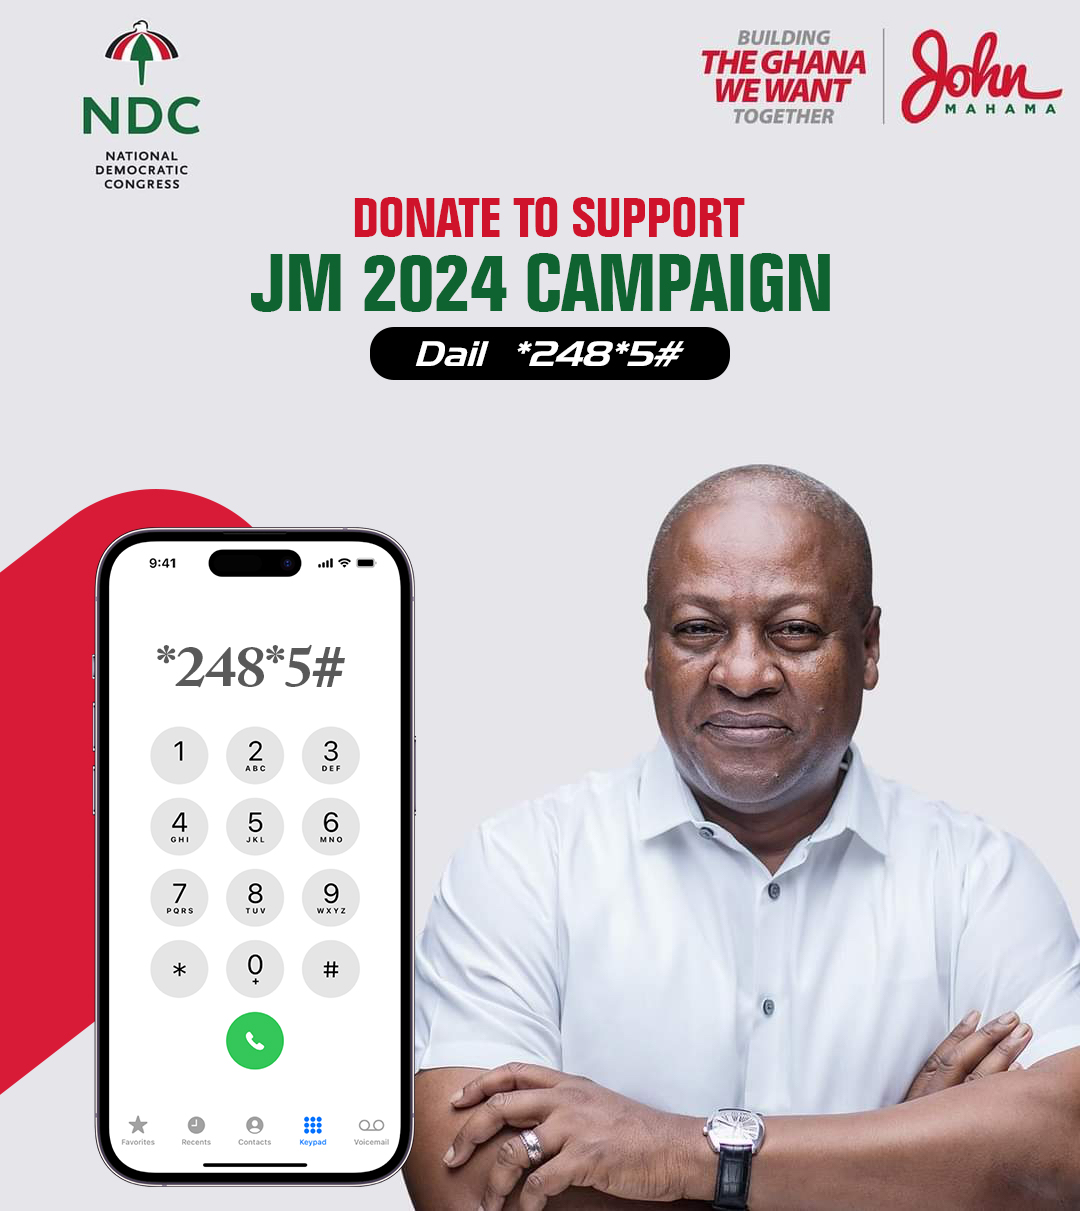 NDC
NATIONAL
DEMOCRATIC
CONGRESS
BUILDING
THE GHANA
WE WANT
TOGETHER
John
MAHAMA
DONATE TO SUPPORT
JM 2024 CAMPAIGN
Dail *248*5#
9:41
*248*5#
1 2 3
ABC DEF
4 5 6
GHI JKL MNO
7 8 9
PQRS TUV WXYZ
* 0 #
+
Favorites Recents Contacts Keypad Voicemail